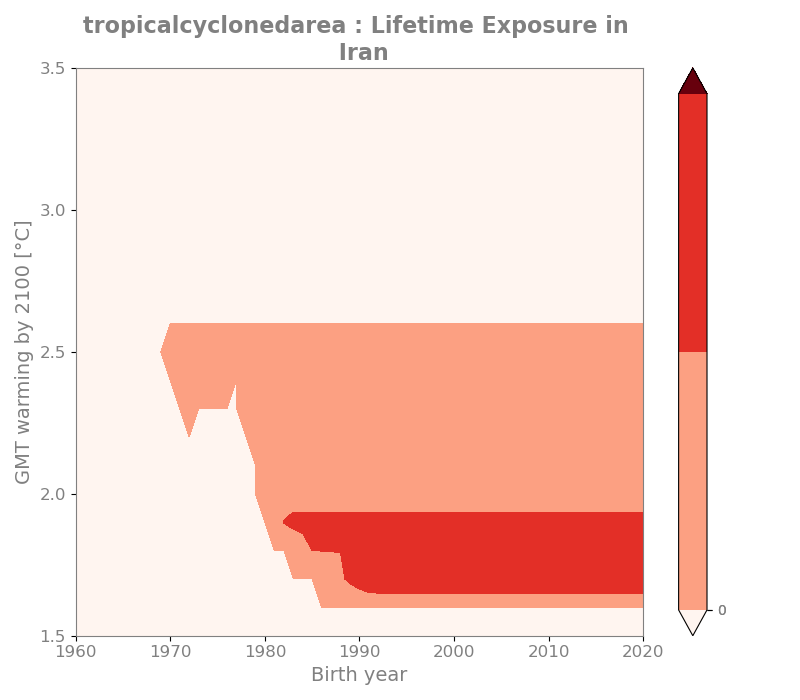 tropicalcyclonedarea : Lifetime Exposure in
Iran
GMT warming by 2100 [°C]
3.5
3.0
2.5
2.0
1.5
1960 1970 1980 1990 2000 2010 2020
Birth year
0